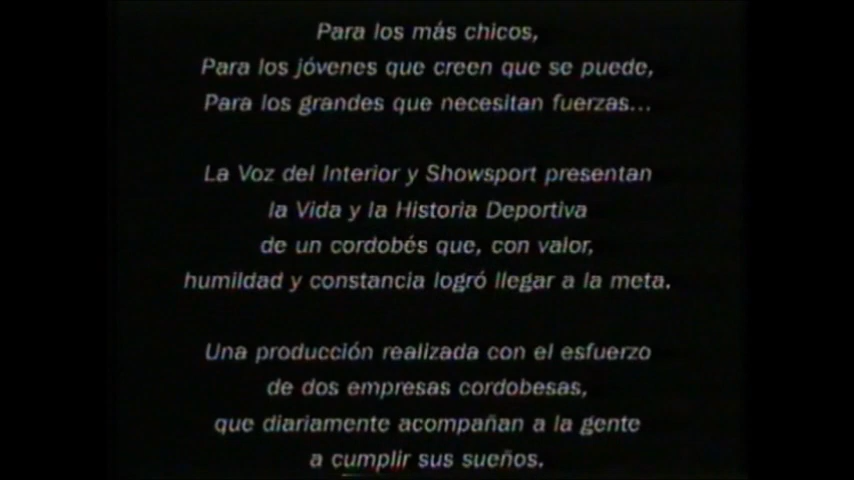 Para los más chicos,
Para los jóvenes que creen que se puede,
Para los grandes que necesitan fuerzas...
La Voz del Interior y Showsport presentan
la Vida y la Historia Deportiva
de un cordobés que, con valor,
humildad y constancia logró llegar a la meta.
Una producción realizada con el esfuerzo
de dos empresas cordobesas,
que diariamente acompañan a la gente
a cumplir sus sueños.